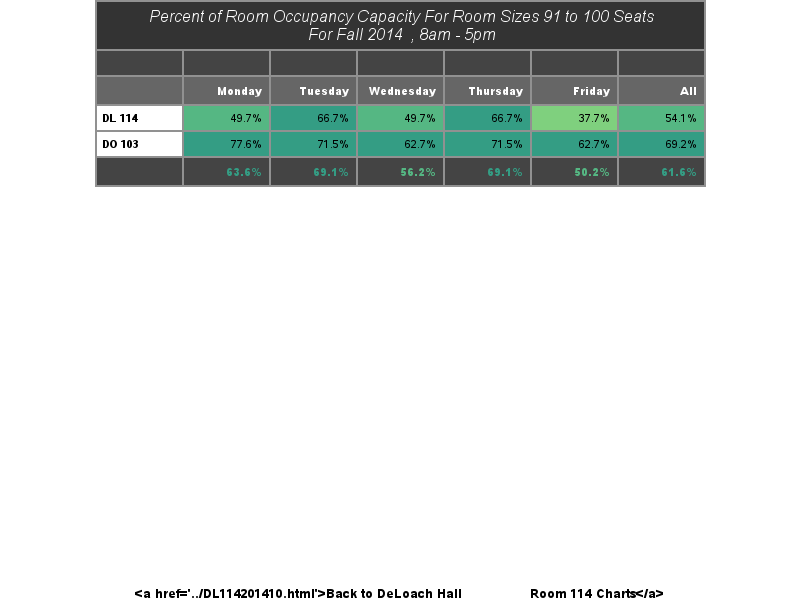 Percent of Room Occupancy Capacity For Room Sizes 91 to 100 Seats
For Fall 2014 , 8am - 5pm
Monday Tuesday Wednesday Thursday Friday All
DL 114 49.7% 66.7% 49.7% 66.7% 37.7% 54.1%
DO 103 77.6% 71.5% 62.7% 71.5% 62.7% 69.2%
63.6% 69.1% 56.2% 69.1% 50.2% 61.6%
<a href='../DL114201410.html'>Back to DeLoach Hall Room 114 Charts</a>